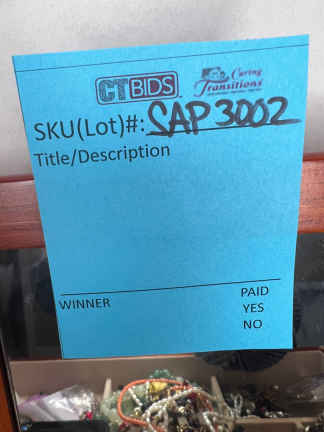 CTBIDS
Caring
Transitions
SKU(Lot)#: SAP 3002
Title/Description
WINNER
PAID
YES
NO